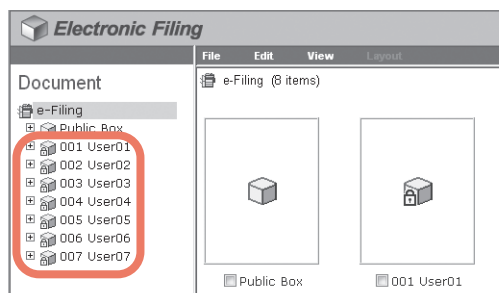 Electronic Filing
File Edit View Layout
Document
e-Filing (8 items)
e-Filing
Public Box
001 User01
002 User02
003 User03
004 User04
005 User05
006 User06
007 User07
Public Box
001 User01